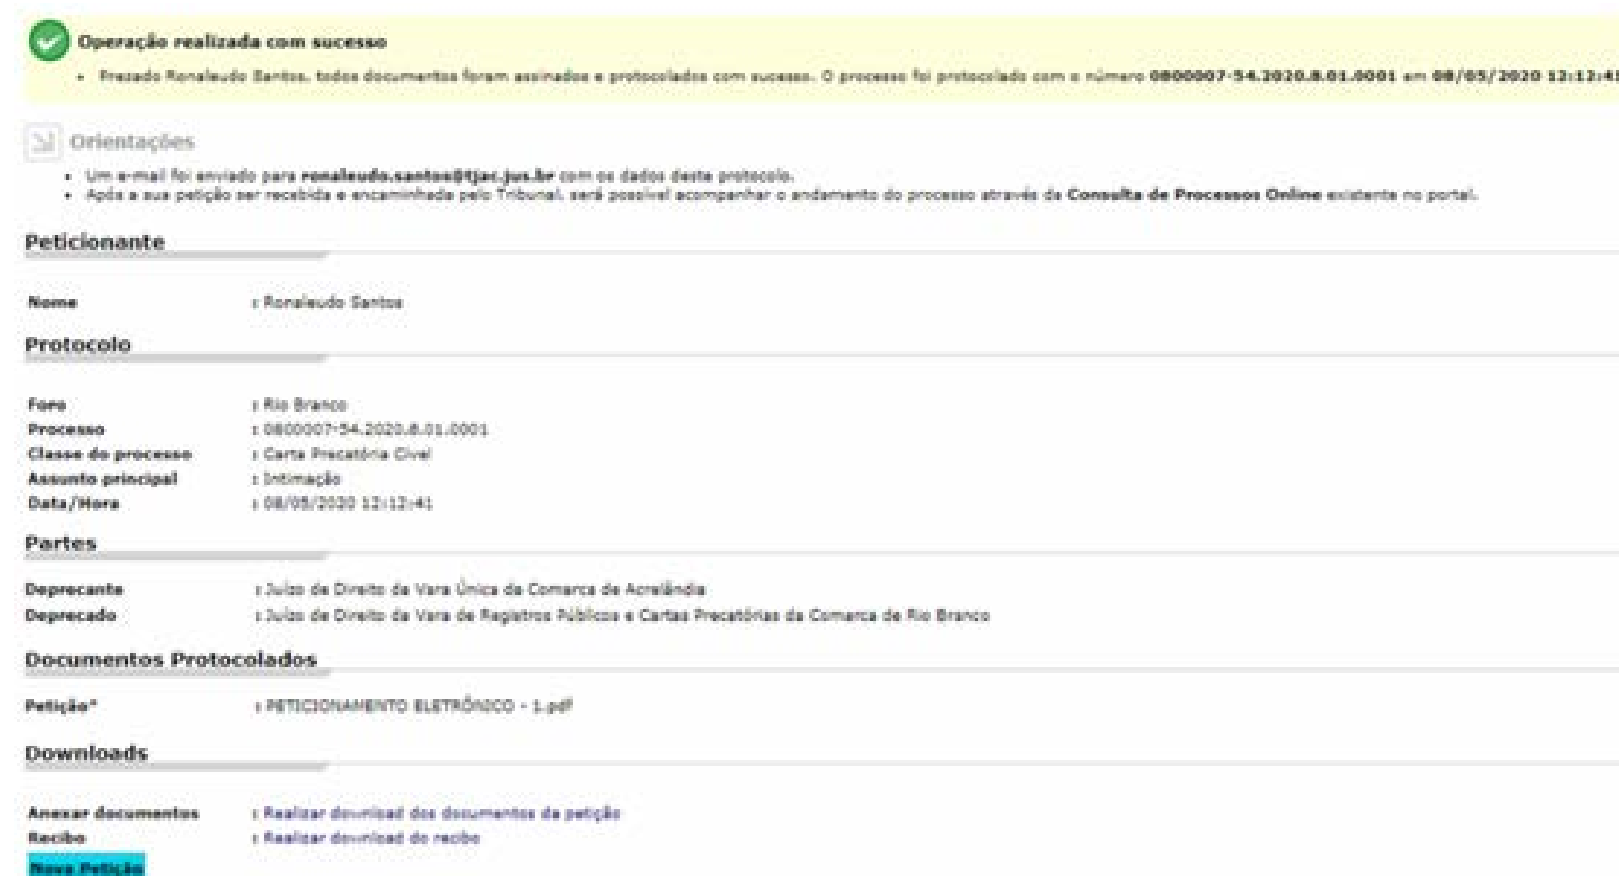 Operação realizada com sucesso
• Prezado Ronaleudo Santos, todos documentos foram assinados e protocolados com sucesso. O processo foi protocolado com o número 0800007-54.2020.8.01.0001 em 08/05/2020 12:12:41
Orientações
• Um e-mail foi enviado para ronaleudo.santos@tjac.jus.br com os dados deste protocolo.
• Após a sua petição ser recebida e encaminhada pelo Tribunal, será possível acompanhar o andamento do processo através da Consulta de Processos Online existente no portal.
Peticionante
Nome : Ronaleudo Santos
Protocolo
Foro : Rio Branco
Processo : 0800007-54.2020.8.01.0001
Classe do processo : Carta Precatória Cível
Assunto principal : Intimação
Data/Hora : 08/05/2020 12:12:41
Partes
Deprecante : Juízo de Direito da Vara Única da Comarca de Acrelândia
Deprecado : Juízo de Direito da Vara de Registros Públicos e Cartas Precatórias da Comarca de Rio Branco
Documentos Protocolados
Petição* : PETICIONAMENTO ELETRÔNICO - 1.pdf
Downloads
Anexar documentos : Realizar download dos documentos da petição
Recibo : Realizar download do recibo
Nova Petição